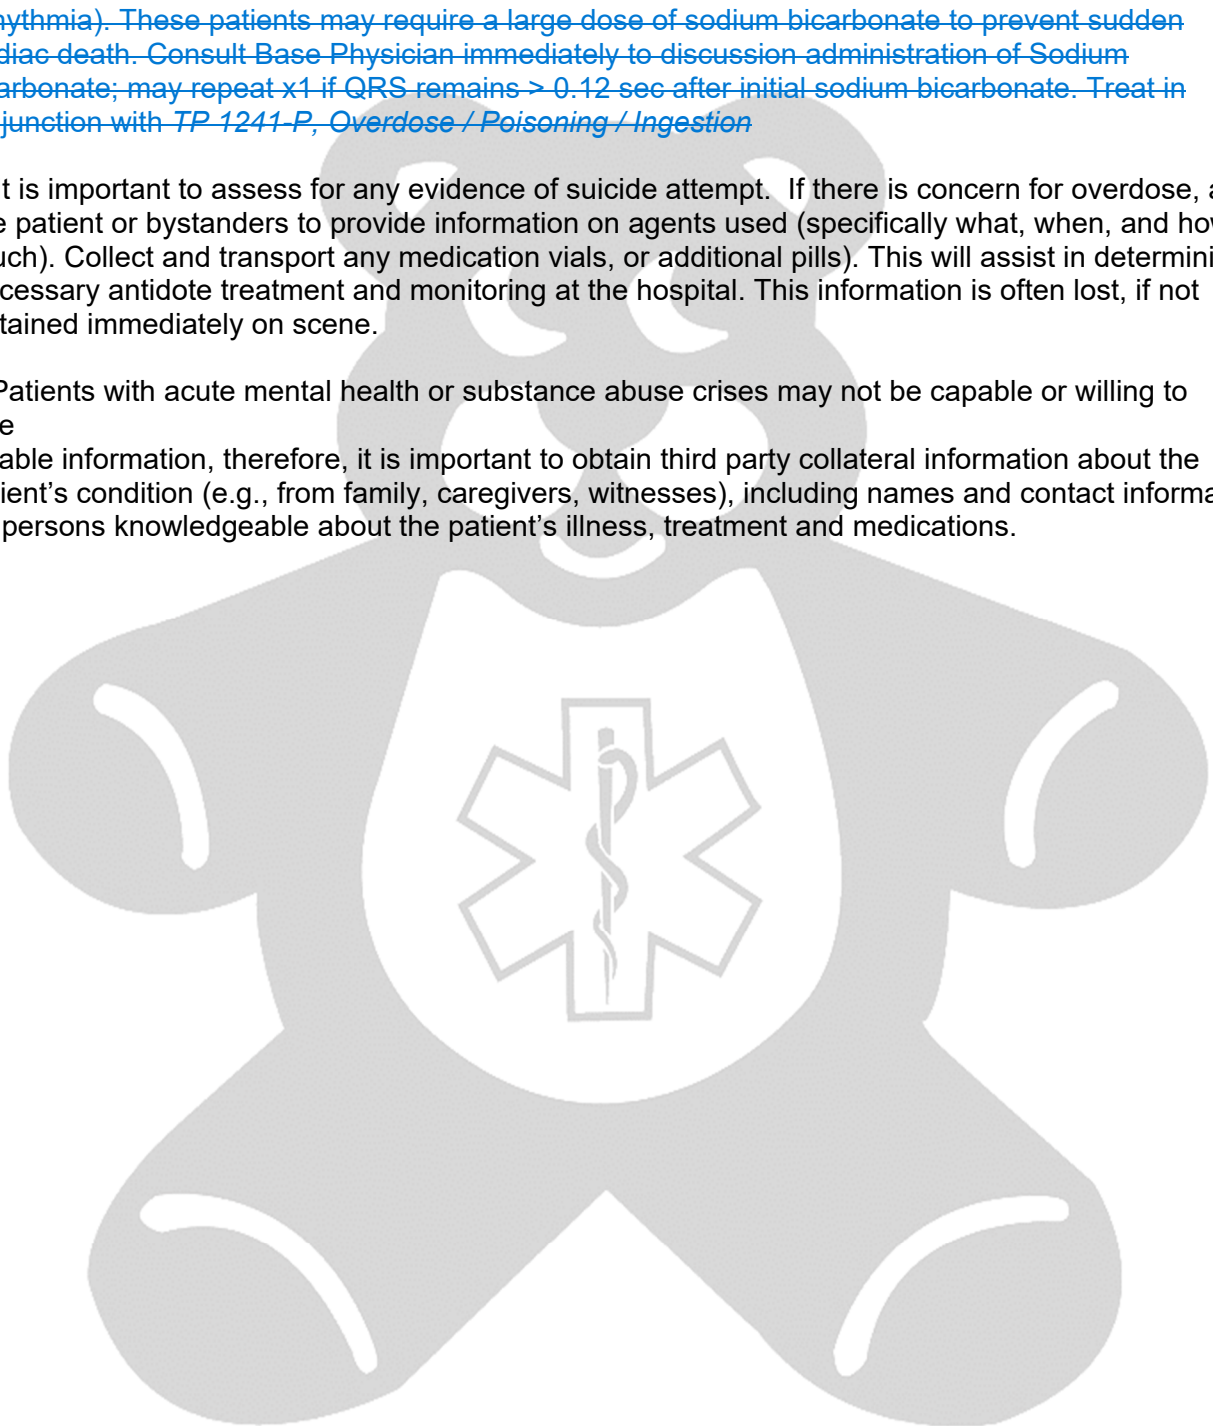 hythmia). These patients may require a large dose of sodium bicarbonate to prevent sudden
diac death. Consult Base Physician immediately to discussion administration of Sodium
arbonate; may repeat x1 if QRS remains > 0.12 sec after initial sodium bicarbonate. Treat in
junction with TP 1241-P, Overdose / Poisoning / Ingestion
t is important to assess for any evidence of suicide attempt.  If there is concern for overdose, a
e patient or bystanders to provide information on agents used (specifically what, when, and how
uch). Collect and transport any medication vials, or additional pills). This will assist in determini
cessary antidote treatment and monitoring at the hospital. This information is often lost, if not
tained immediately on scene.
Patients with acute mental health or substance abuse crises may not be capable or willing to
e
able information, therefore, it is important to obtain third party collateral information about the
ient's condition (e.g., from family, caregivers, witnesses), including names and contact informa
persons knowledgeable about the patient's illness, treatment and medications.